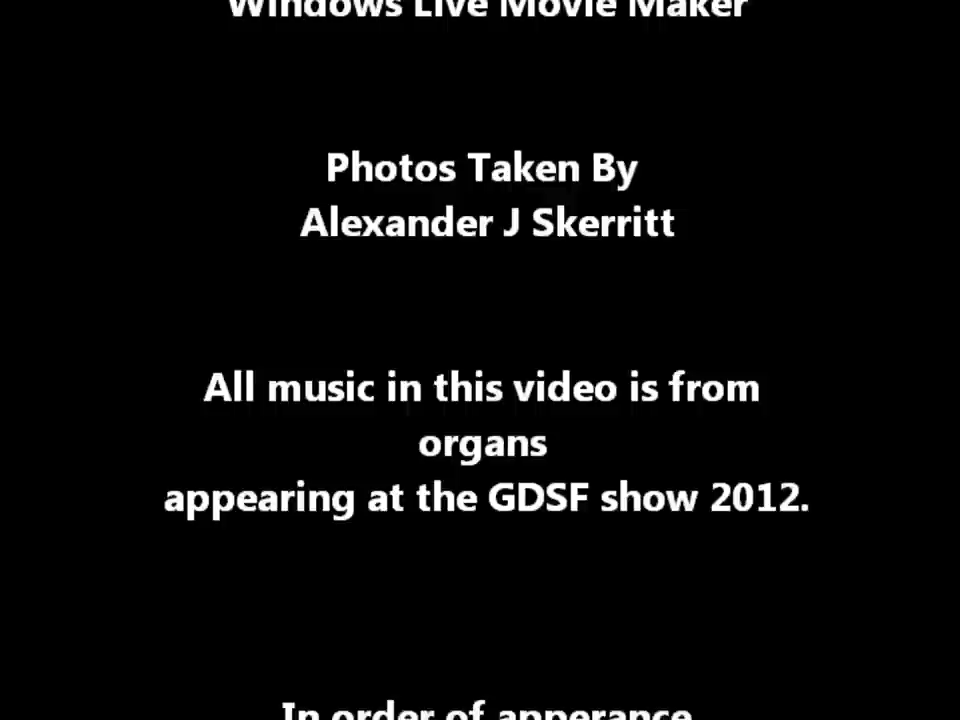 Windows Live Movie Maker
Photos Taken By
Alexander J Skerritt
All music in this video is from
organs
appearing at the GDSF show 2012.
In order of apperance